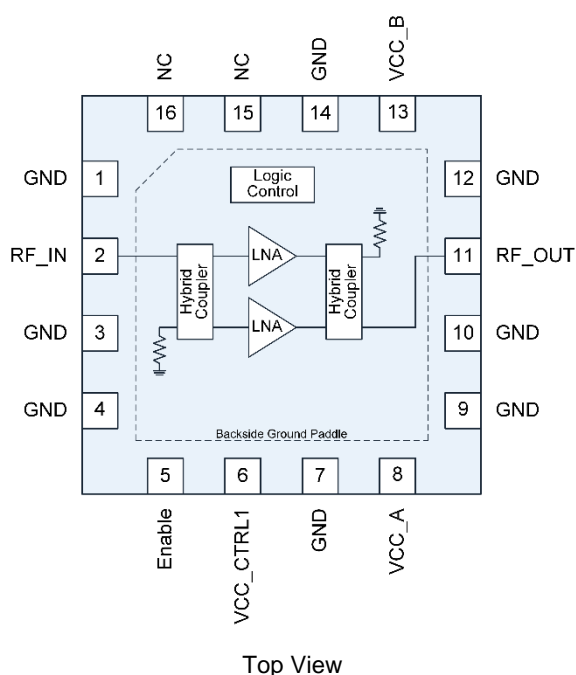 NC
NC
GND
VCC_B
16
15
14
13
GND
1
12
GND
Logic
Control
RF_IN
2
Hybrid
Coupler
LNA
Hybrid
Coupler
11
RF_OUT
GND
3
LNA
10
GND
GND
4
9
GND
Backside Ground Paddle
5
6
7
8
Enable
VCC_CTRL1
GND
VCC_A
Top View